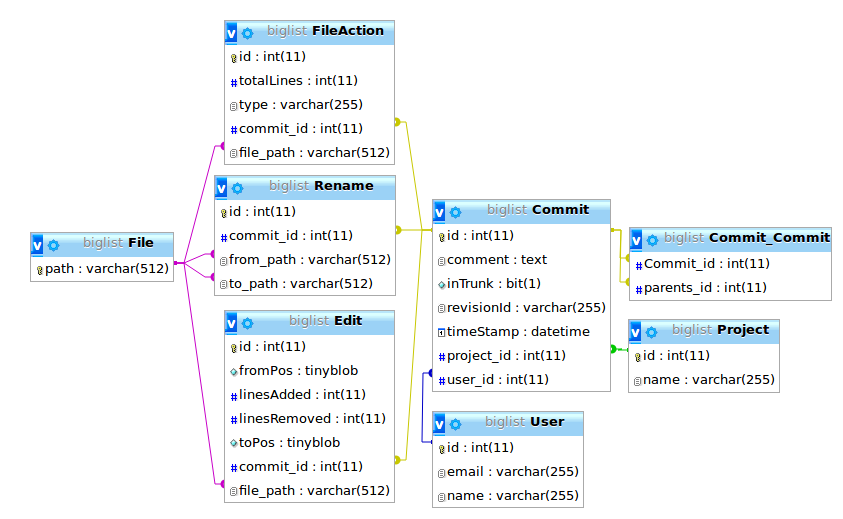 biglist FileAction
id : int(11)
totalLines : int(11)
type : varchar(255)
commit_id : int(11)
file_path : varchar(512)
v biglist Rename
id : int(11)
commit_id : int(11)
from_path : varchar(512)
to_path : varchar(512)
v biglist File
path : varchar(512)
v biglist Edit
id : int(11)
fromPos : tinyblob
linesAdded : int(11)
linesRemoved : int(11)
toPos : tinyblob
commit_id : int(11)
file_path : varchar(512)
v biglist Commit
id : int(11)
comment : text
inTrunk : bit(1)
revisionId : varchar(255)
timeStamp : datetime
project_id : int(11)
user_id : int(11)
v biglist Commit_Commit
Commit_id : int(11)
parents_id : int(11)
v biglist Project
id : int(11)
name : varchar(255)
v biglist User
id : int(11)
email : varchar(255)
name : varchar(255)